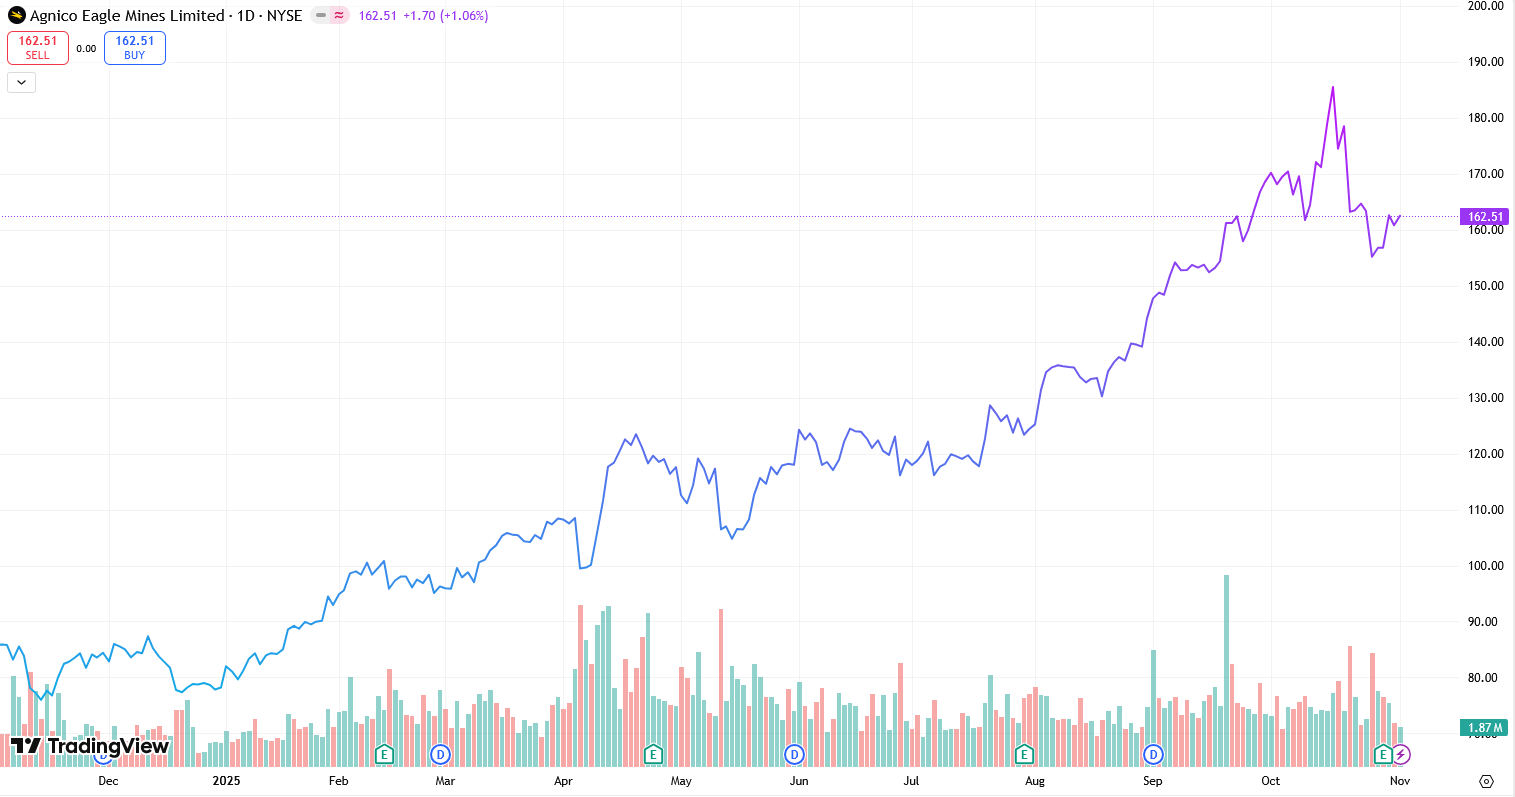 Agnico Eagle Mines Limited · 1D · NYSE 162.51 +1.70 (+1.06%)
162.51 SELL 0.00 162.51 BUY
200.00
190.00
180.00
170.00
162.51
160.00
150.00
140.00
130.00
120.00
110.00
100.00
90.00
80.00
1.87 M
TradingView
E D E D E D E
Dec 2025 Feb Mar Apr May Jun Jul Aug Sep Oct Nov